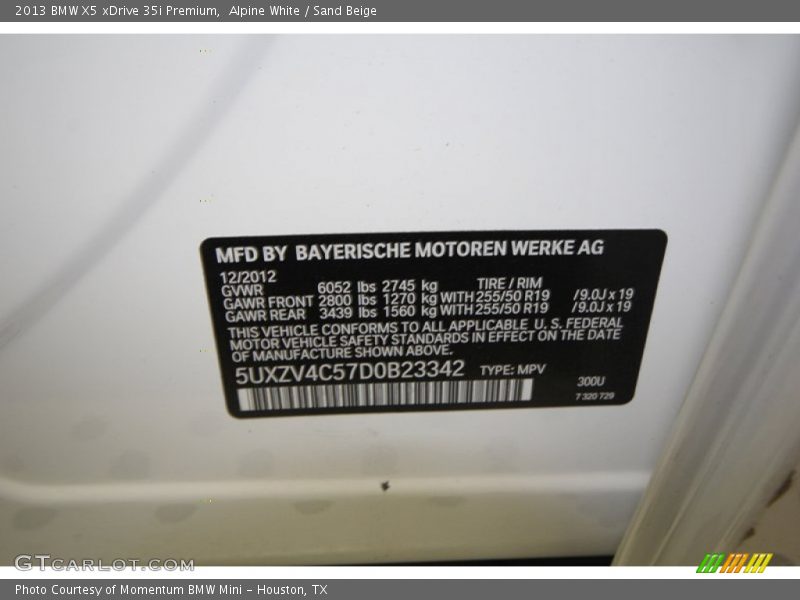 2013 BMW X5 xDrive 35i Premium,  Alpine White / Sand Beige
MFD BY BAYERISCHE MOTOREN WERKE AG
12/2012
GVWR 6052 lbs 2745 kg TIRE / RIM
GAWR FRONT 2800 lbs 1270 kg WITH 255/50 R19 /9.0J x 19
GAWR REAR 3439 lbs 1560 kg WITH 255/50 R19 /9.0J x 19
THIS VEHICLE CONFORMS TO ALL APPLICABLE U. S. FEDERAL
MOTOR VEHICLE SAFETY STANDARDS IN EFFECT ON THE DATE
OF MANUFACTURE SHOWN ABOVE.
5UXZV4C57D0B23342 TYPE: MPV
300U
7 320 729
GTCARLOT.COM
Photo Courtesy of Momentum BMW Mini - Houston, TX